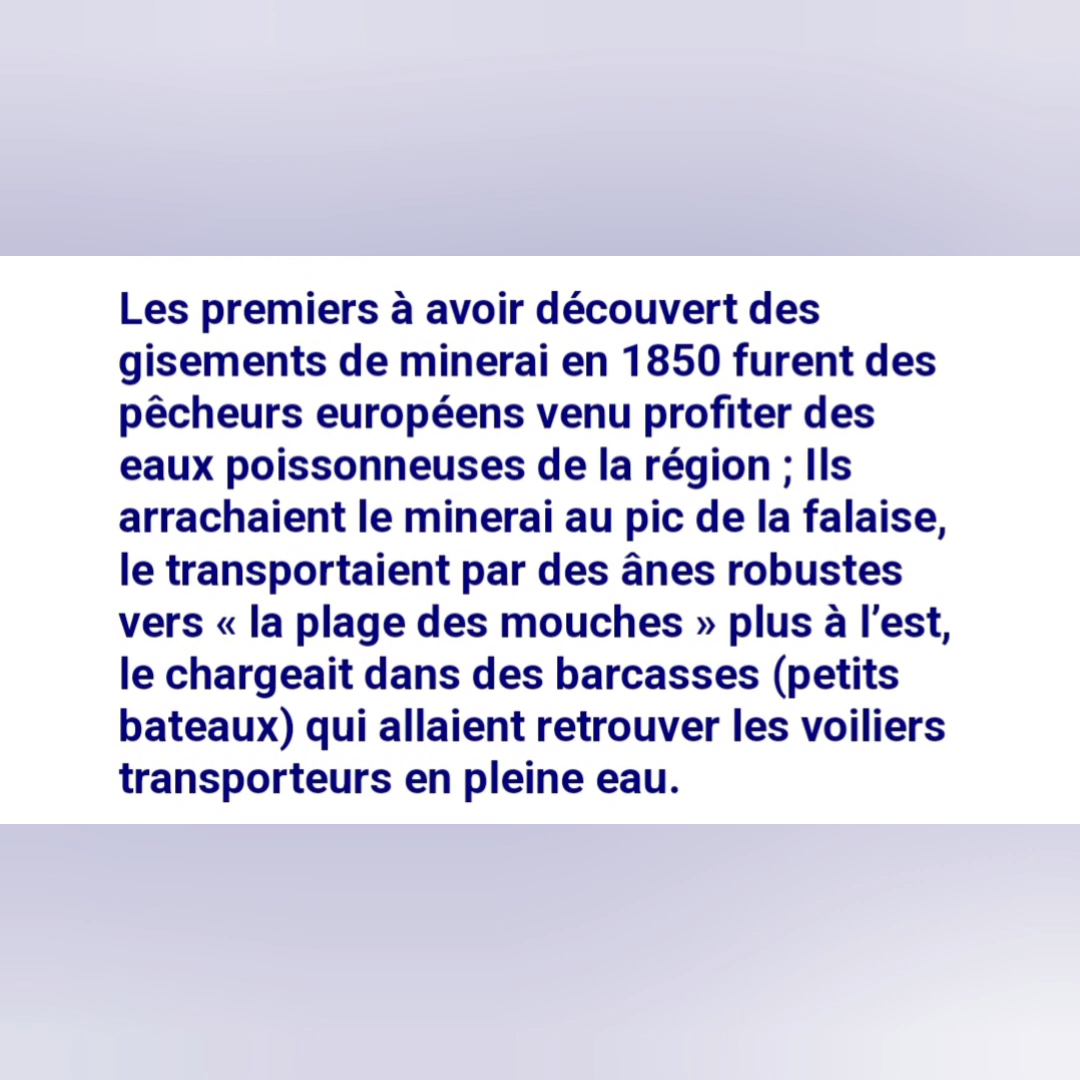 Les premiers à avoir découvert des
gisements de minerai en 1850 furent des
pêcheurs européens venu profiter des
eaux poissonneuses de la région ; Ils
arrachaient le minerai au pic de la falaise,
le transportaient par des ânes robustes
vers « la plage des mouches » plus à l’est,
le chargeait dans des barcasses (petits
bateaux) qui allaient retrouver les voiliers
transporteurs en pleine eau.